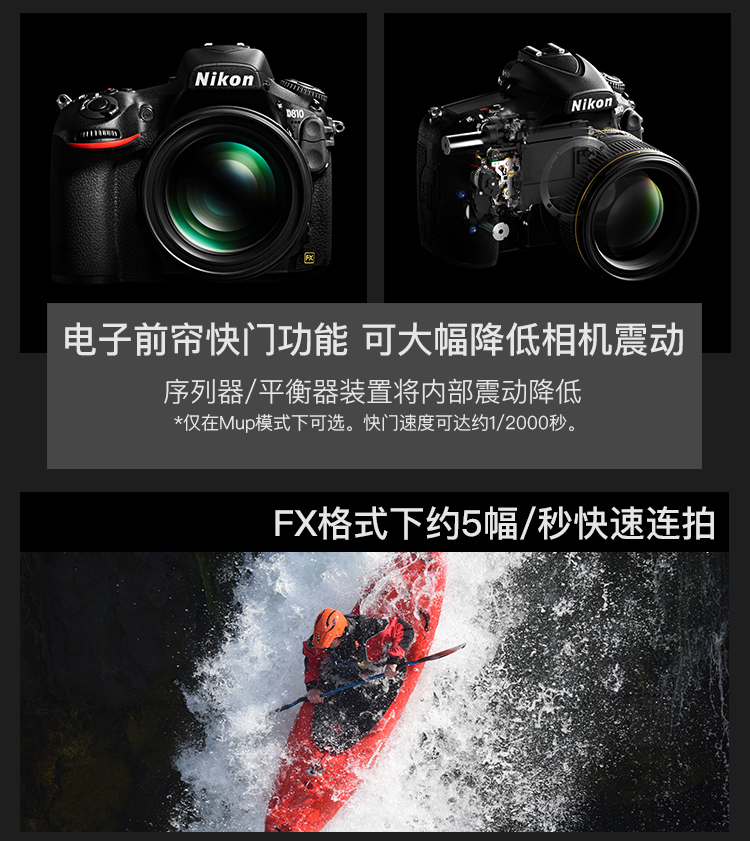 Nikon
D810
FX
Nikon
电子前帘快门功能 可大幅降低相机震动
序列器/平衡器装置将内部震动降低
*仅在Mup模式下可选。快门速度可达约1/2000秒。
FX格式下约5幅/秒快速连拍